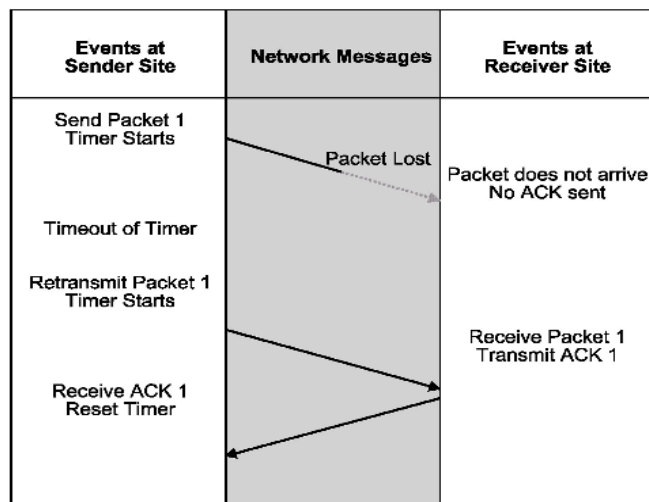 Events at
Sender Site
Network Messages
Events at
Receiver Site
Send Packet 1
Timer Starts
Packet Lost
Packet does not arrive
No ACK sent
Timeout of Timer
Retransmit Packet 1
Timer Starts
Receive Packet 1
Transmit ACK 1
Receive ACK 1
Reset Timer